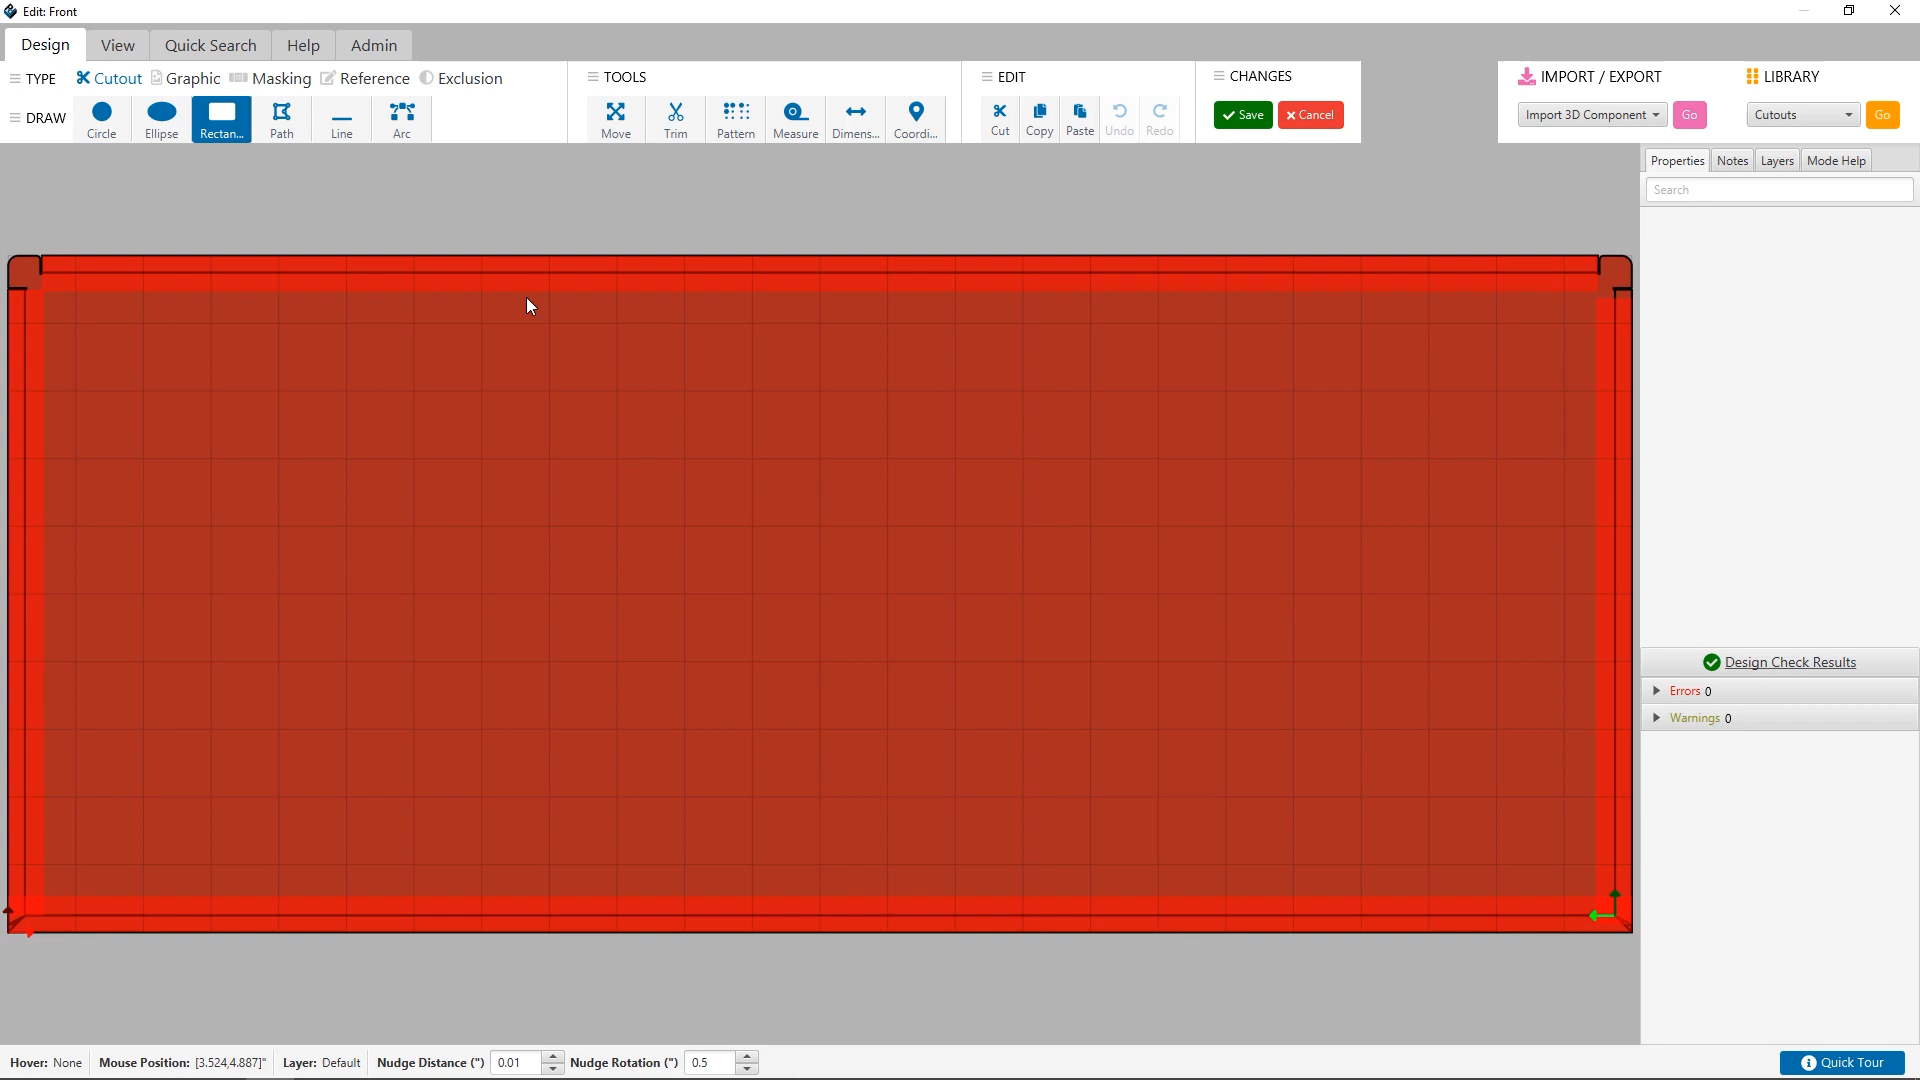 Edit: Front
Design View Quick Search Help Admin
TYPE Cutout Graphic Masking Reference Exclusion
DRAW Circle Ellipse Rectan... Path Line Arc
TOOLS
Move Trim Pattern Measure Dimens... Coordi...
EDIT
Cut Copy Paste Undo Redo
CHANGES
Save Cancel
IMPORT / EXPORT
Import 3D Component Go
LIBRARY
Cutouts Go
Properties Notes Layers Mode Help
Search
Design Check Results
Errors 0
Warnings 0
Hover: None Mouse Position: [3.524,4.887]" Layer: Default Nudge Distance (") 0.01 Nudge Rotation (°) 0.5 Quick Tour